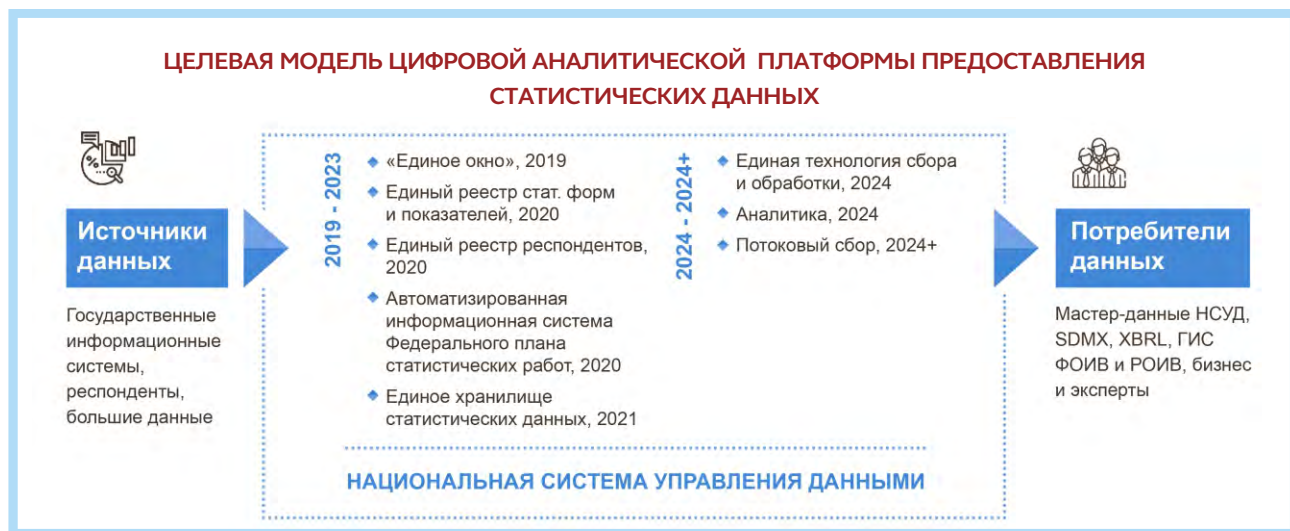 ЦЕЛЕВАЯ МОДЕЛЬ ЦИФРОВОЙ АНАЛИТИЧЕСКОЙ ПЛАТФОРМЫ ПРЕДОСТАВЛЕНИЯ
СТАТИСТИЧЕСКИХ ДАННЫХ
Источники
данных
Государственные
информационные
системы,
респонденты,
большие данные
2019 - 2023
«Единое окно», 2019
Единый реестр стат. форм
и показателей, 2020
Единый реестр респондентов,
2020
Автоматизированная
информационная система
Федерального плана
статистических работ, 2020
Единое хранилище
статистических данных, 2021
2024 - 2024+
Единая технология сбора
и обработки, 2024
Аналитика, 2024
Потоковый сбор, 2024+
НАЦИОНАЛЬНАЯ СИСТЕМА УПРАВЛЕНИЯ ДАННЫМИ
Потребители
данных
Мастер-данные НСУД,
SDMX, XBRL, ГИС
ФОИВ и РОИВ, бизнес
и эксперты